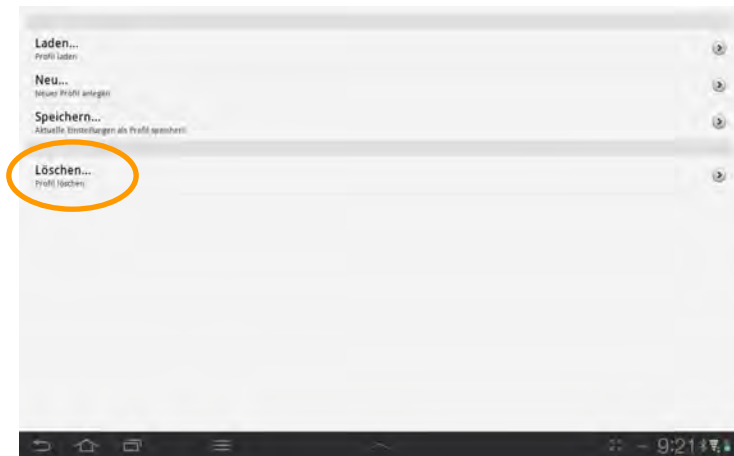 Laden...
Profil laden
Neu...
Neues Profil anlegen
Speichern...
Aktuelle Einstellungen als Profil speichern
Löschen...
Profil löschen
9:21